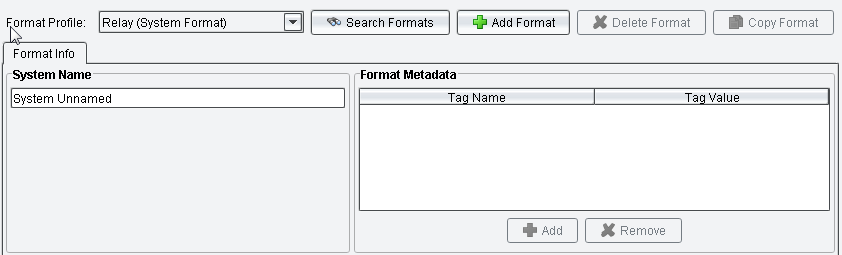 Format Profile: Relay (System Format) Search Formats Add Format Delete Format Copy Format
Format Info
System Name
System Unnamed
Format Metadata
Tag Name Tag Value
Add Remove